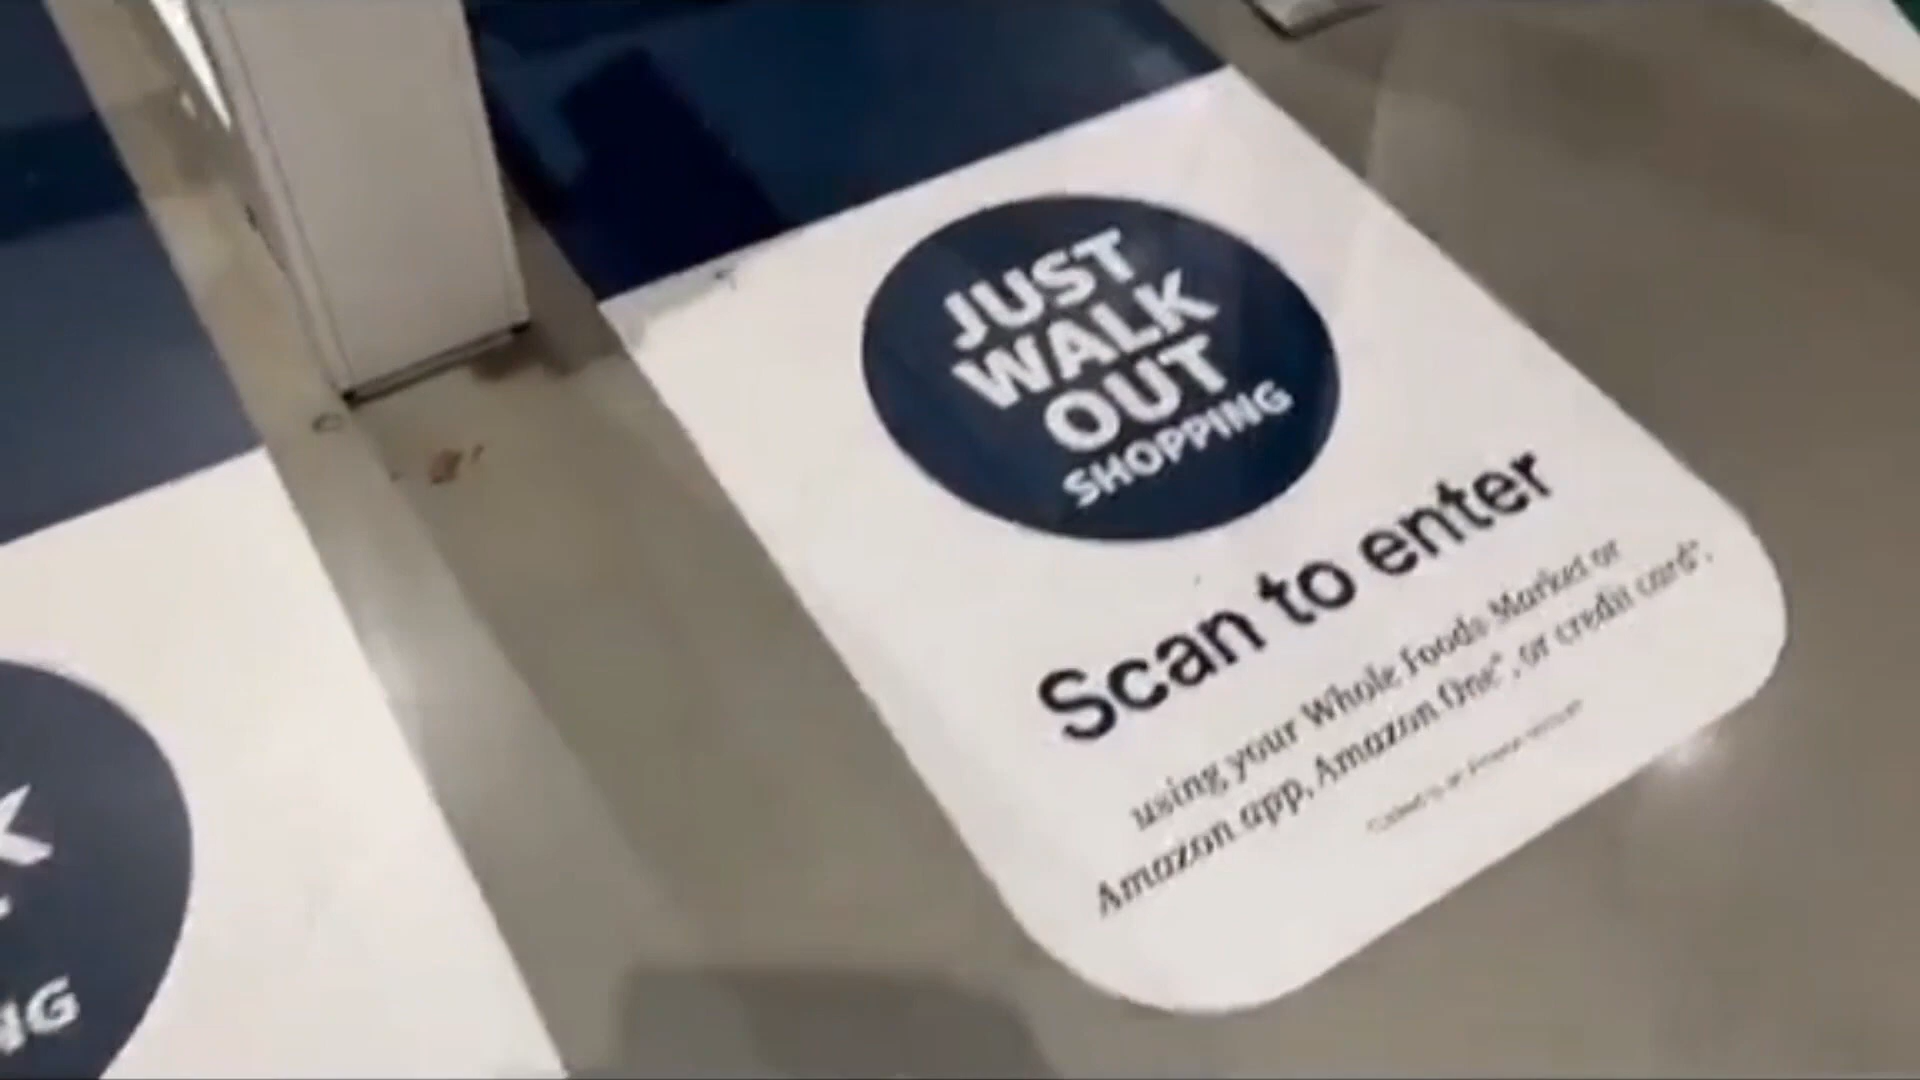 JUST
WALK
OUT
SHOPPING
Scan to enter
using your Whole Foods Market or
Amazon app, Amazon One*, or credit card*.
K
NG